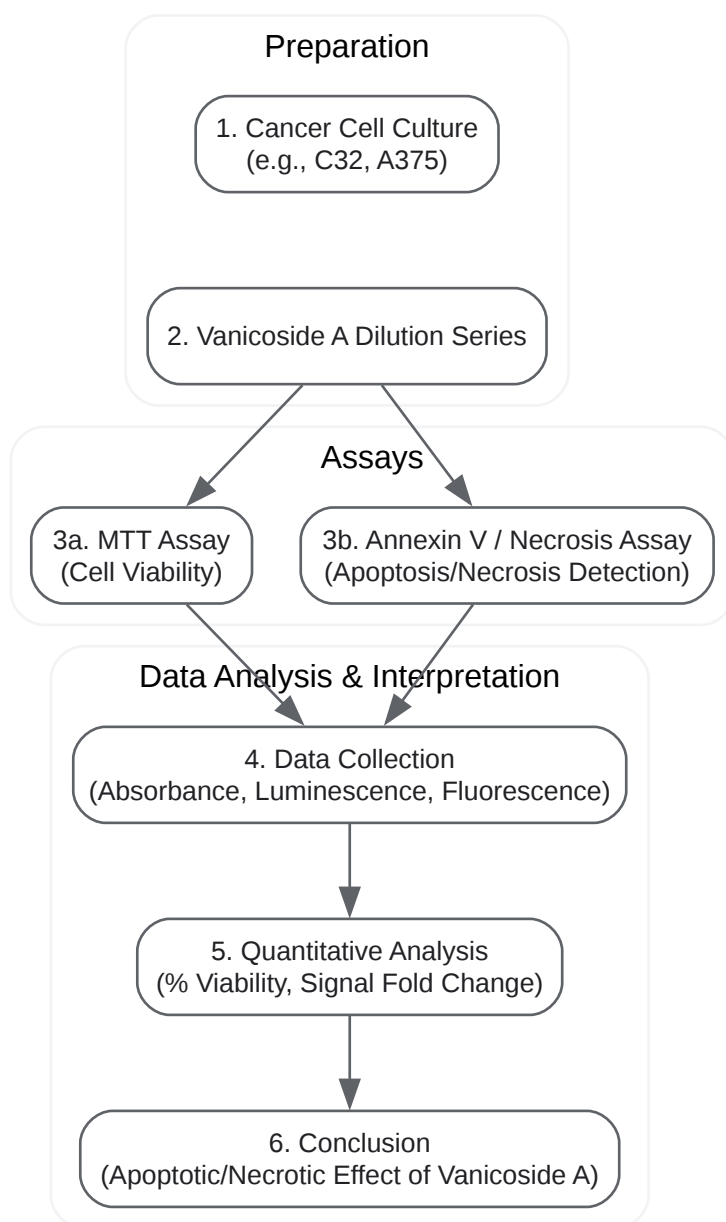 Preparation
1. Cancer Cell Culture
(e.g., C32, A375)
2. Vanicoside A Dilution Series
Assays
3a. MTT Assay
(Cell Viability)
3b. Annexin V / Necrosis Assay
(Apoptosis/Necrosis Detection)
Data Analysis & Interpretation
4. Data Collection
(Absorbance, Luminescence, Fluorescence)
5. Quantitative Analysis
(% Viability, Signal Fold Change)
6. Conclusion
(Apoptotic/Necrotic Effect of Vanicoside A)